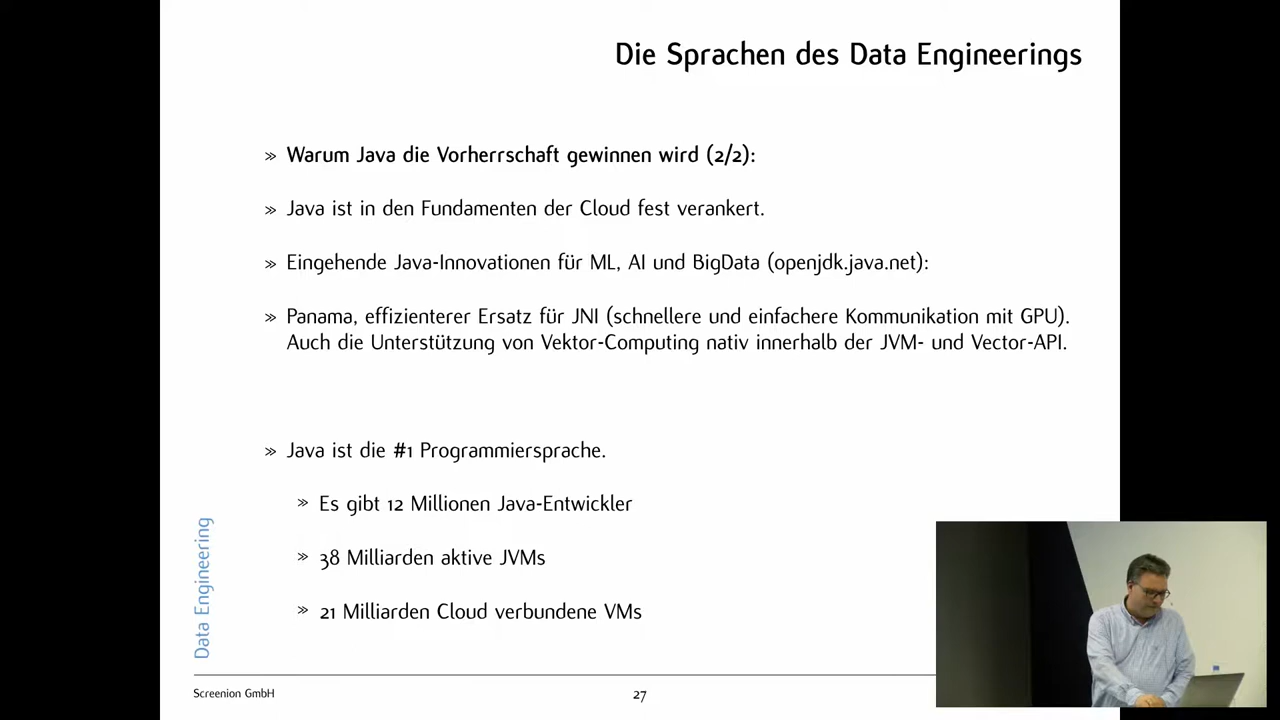 Die Sprachen des Data Engineerings
» Warum Java die Vorherrschaft gewinnen wird (2/2):
» Java ist in den Fundamenten der Cloud fest verankert.
» Eingehende Java-Innovationen für ML, AI und BigData (openjdk.java.net):
» Panama, effizienterer Ersatz für JNI (schnellere und einfachere Kommunikation mit GPU).
Auch die Unterstützung von Vektor-Computing nativ innerhalb der JVM- und Vector-API.
» Java ist die #1 Programmiersprache.
» Es gibt 12 Millionen Java-Entwickler
» 38 Milliarden aktive JVMs
» 21 Milliarden Cloud verbundene VMs
Data Engineering
Screenion GmbH
27